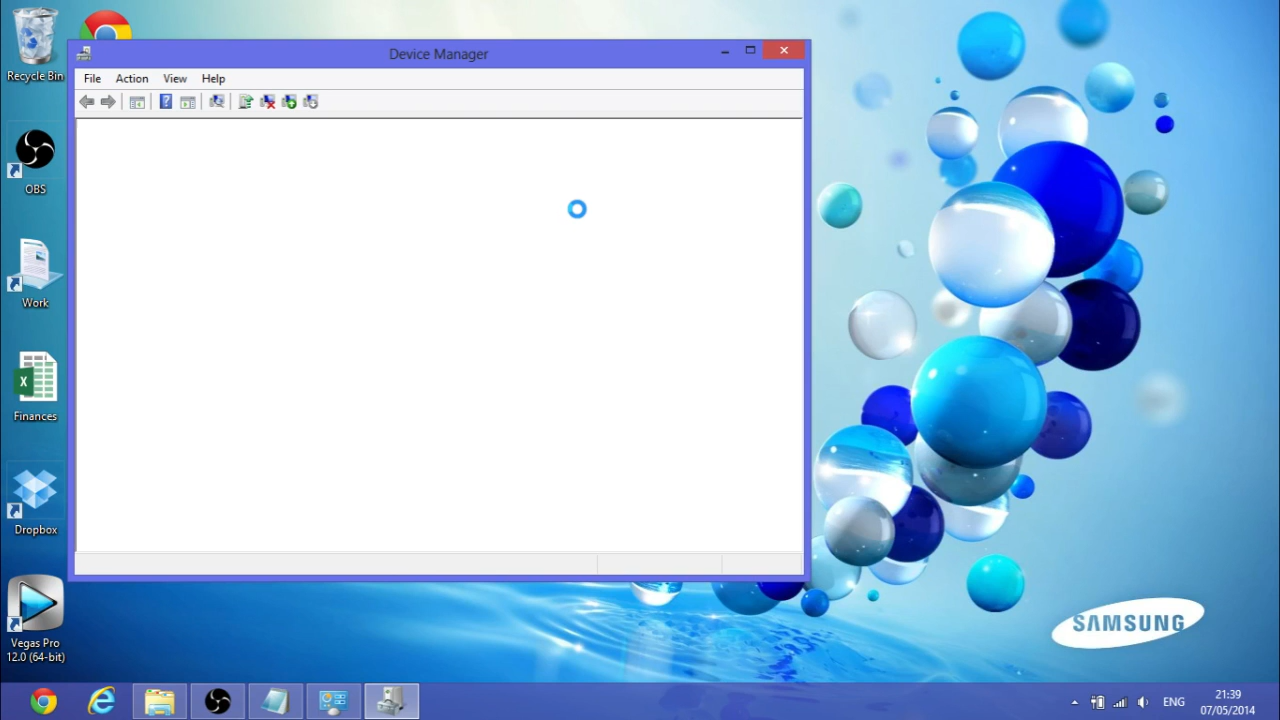 Recycle Bin
OBS
Work
Finances
Dropbox
Vegas Pro
12.0 (64-bit)
Device Manager
File Action View Help
SAMSUNG
ENG
21:39
07/05/2014